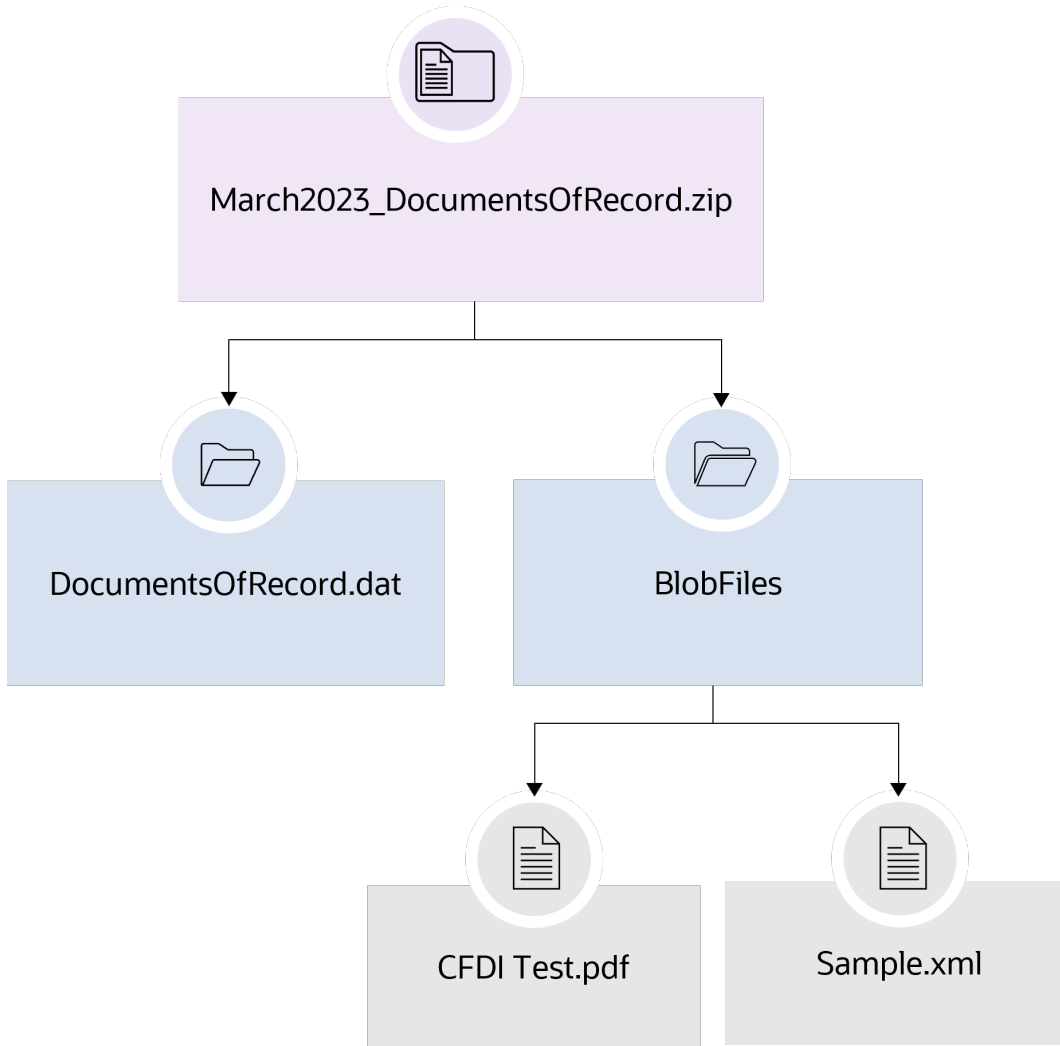 March2023_DocumentsOfRecord.zip
DocumentsOfRecord.dat
BlobFiles
CFDI Test.pdf
Sample.xml